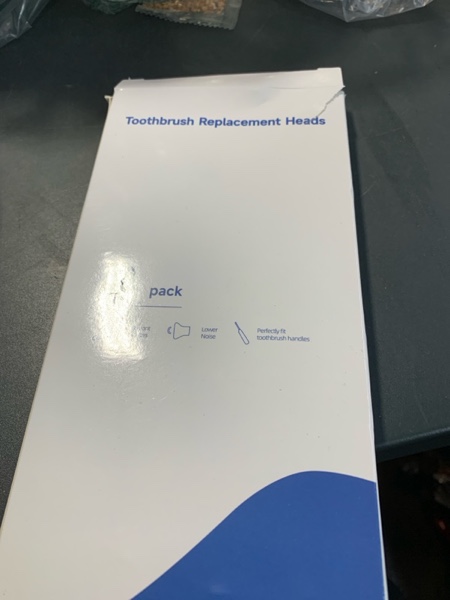 Toothbrush Replacement Heads
pack
Lower
Noise
Perfectly fit
toothbrush handles